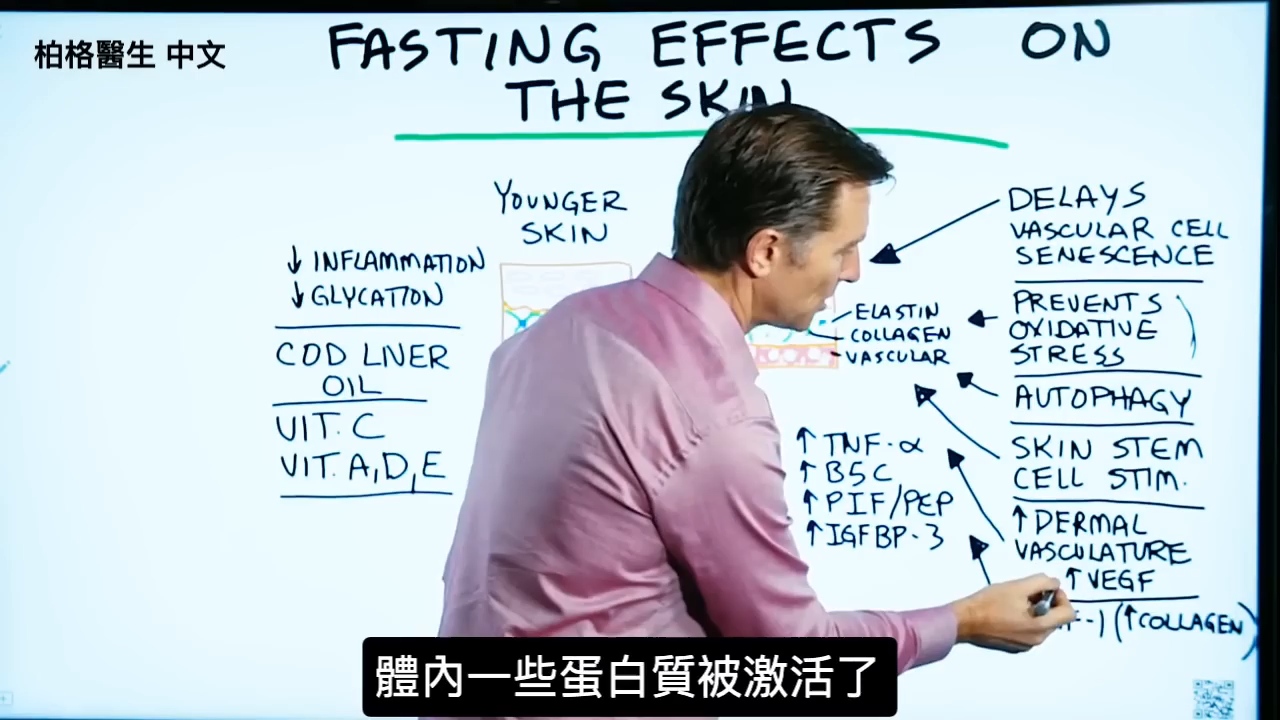 柏格醫生 中文
FASTING EFFECTS ON
THE SKIN
YOUNGER
SKIN
↓ INFLAMMATION
↓ GLYCATION
COD LIVER
OIL
VIT. C
VIT. A,D,E
ELASTIN
COLLAGEN
VASCULAR
↑ TNF-α
↑ B5C
↑ PIF/PEP
↑ IGFBP-3
DELAYS
VASCULAR CELL
SENESCENCE
PREVENTS
OXIDATIVE
STRESS
AUTOPHAGY
SKIN STEM
CELL STIM.
↑ DERMAL
VASCULATURE
↑ VEGF
F-1 (↑COLLAGEN)
體內一些蛋白質被激活了